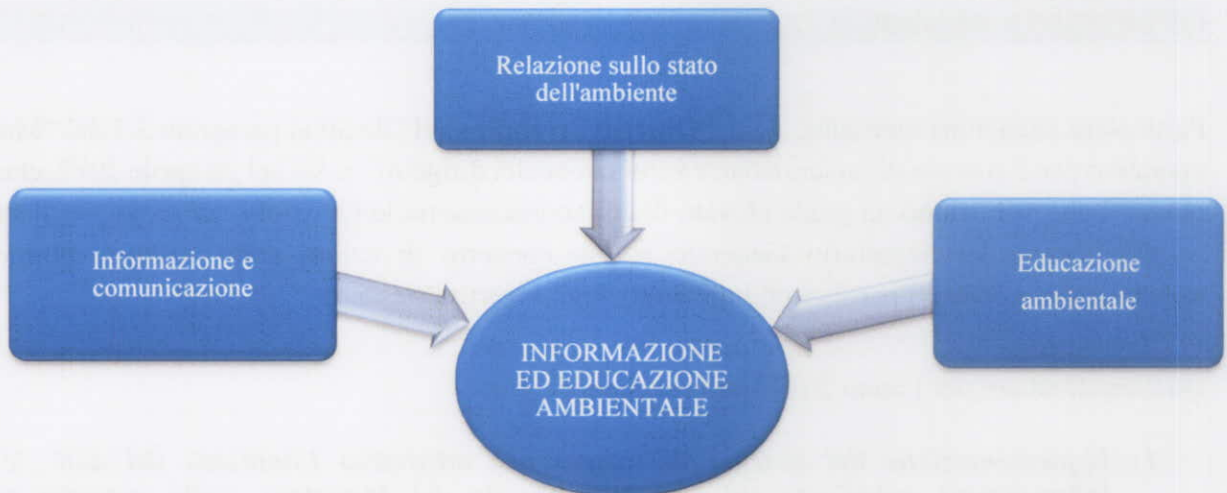 Relazione sullo stato
dell'ambiente
Informazione e
comunicazione
Educazione
ambientale
INFORMAZIONE
ED EDUCAZIONE
AMBIENTALE